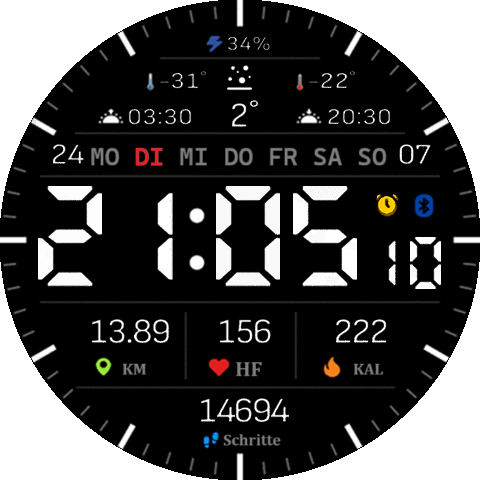 34%
-31° -22°
03:30 2° 20:30
24 MO DI MI DO FR SA SO 07
21:05 10
13.89 156 222
KM HF KAL
14694
Schritte